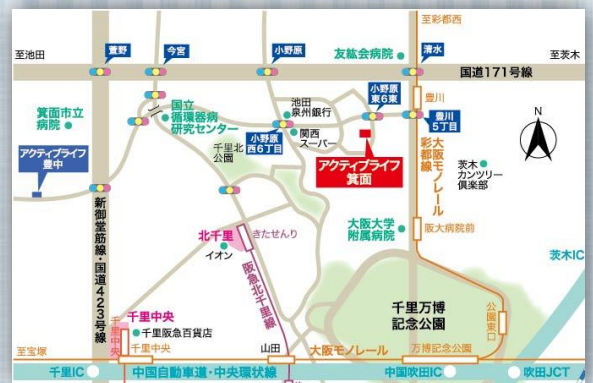 至彩都西
至池田
萱野
今宮
小野原
友紘会病院
清水
至茨木
国道171号線
箕面市立
病院
国立
循環器病
研究センター
池田
泉州銀行
小野原
東6東
豊川
豊川
5丁目
小野原
西6丁目
関西
スーパー
千里北
公園
アクティブライフ
豊中
アクティブライフ
箕面
大阪モノレール
彩都線
茨木
カンツリー
倶楽部
N
新御堂筋線・国道423号線
北千里
きたせんり
イオン
大阪大学
附属病院
阪大病院前
茨木IC
阪急北千里線
千里中央
千里中央
千里阪急百貨店
千里万博
記念公園
公園東口
至宝塚
山田
大阪モノレール
万博記念公園
千里IC
中国自動車道・中央環状線
中国吹田IC
吹田JCT